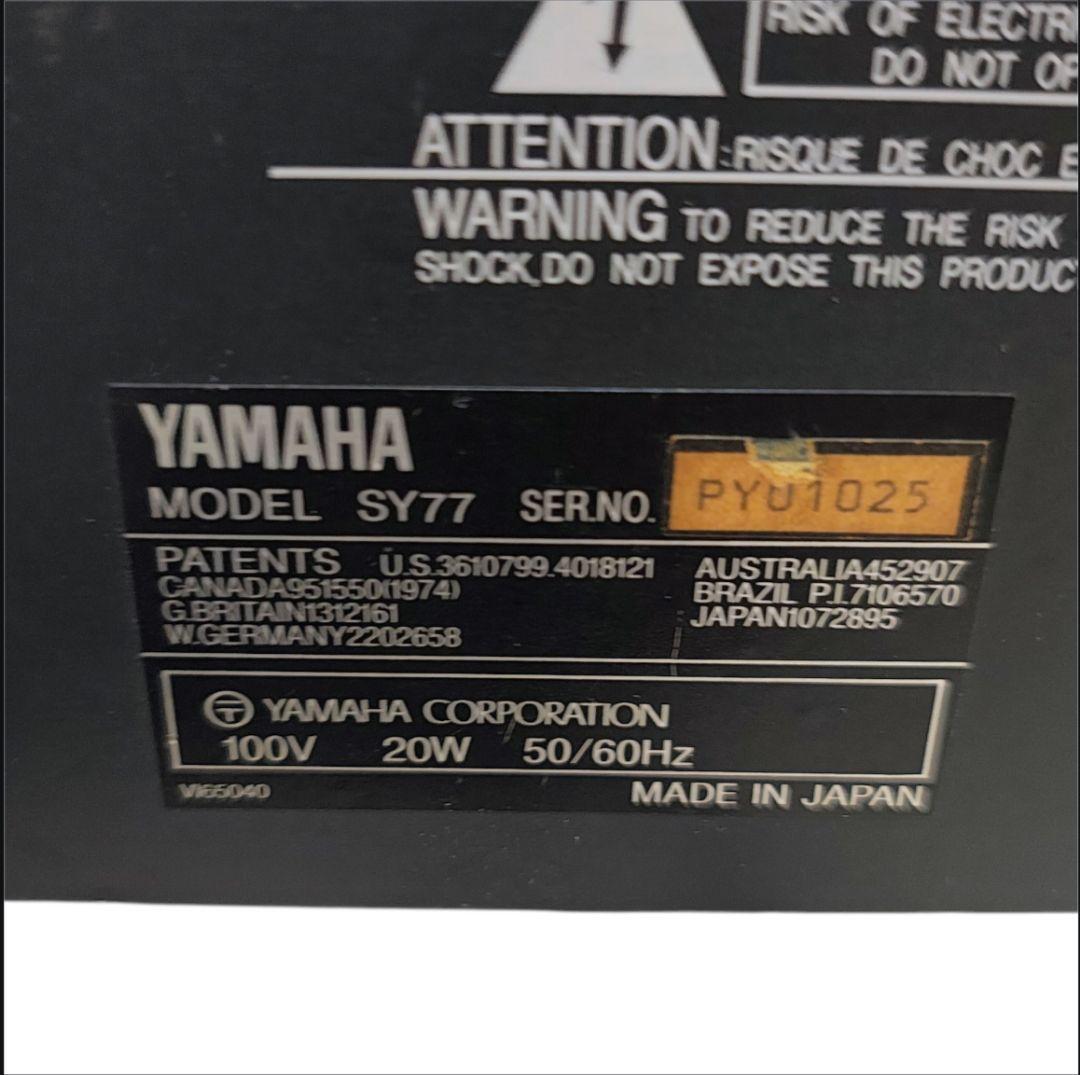 RISK OF ELECTRI
DO NOT OP
ATTENTION:RISQUE DE CHOC E
WARNING TO REDUCE THE RISK
SHOCK,DO NOT EXPOSE THIS PRODUC
YAMAHA
MODEL SY77 SER.NO. PY01025
PATENTS U.S.3610799.4018121 AUSTRALIA452907
CANADA951550(1974) BRAZIL P.I.7106570
G.BRITAIN1312161 JAPAN1072895
W.GERMANY2202658
YAMAHA CORPORATION
100V 20W 50/60Hz
VI65040 MADE IN JAPAN